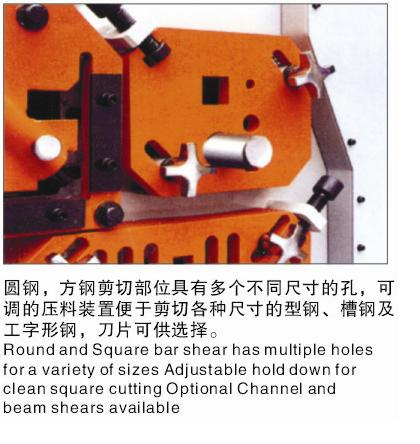 圆钢，方钢剪切部位具有多个不同尺寸的孔，可
调的压料装置便于剪切各种尺寸的型钢、槽钢及
工字形钢，刀片可供选择。
Round and Square bar shear has multiple holes
for a variety of sizes Adjustable hold down for
clean square cutting Optional Channel and
beam shears available